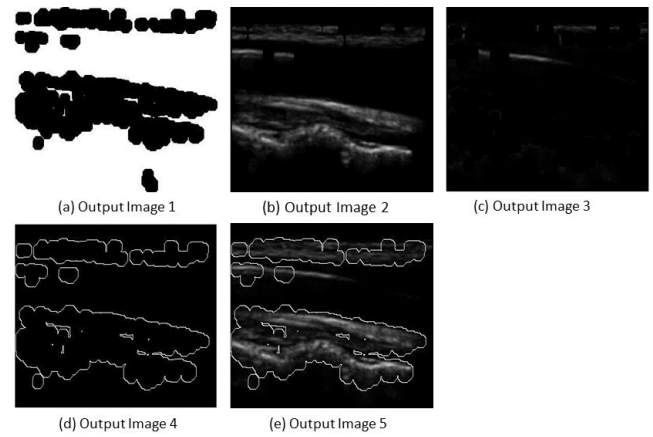 (a) Output Image 1
(b) Output Image 2
(c) Output Image 3
(d) Output Image 4
(e) Output Image 5